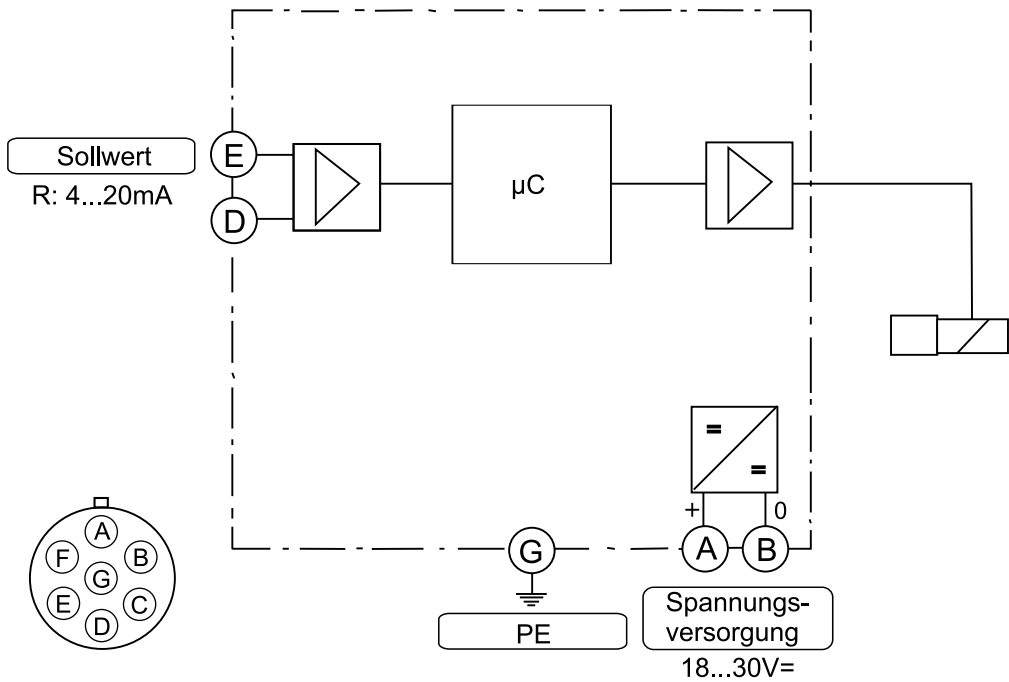 Sollwert
R: 4...20mA
E
D
µC
=
=
+
0
A
B
G
PE
Spannungs-
versorgung
18...30V=
A
F
B
G
E
C
D